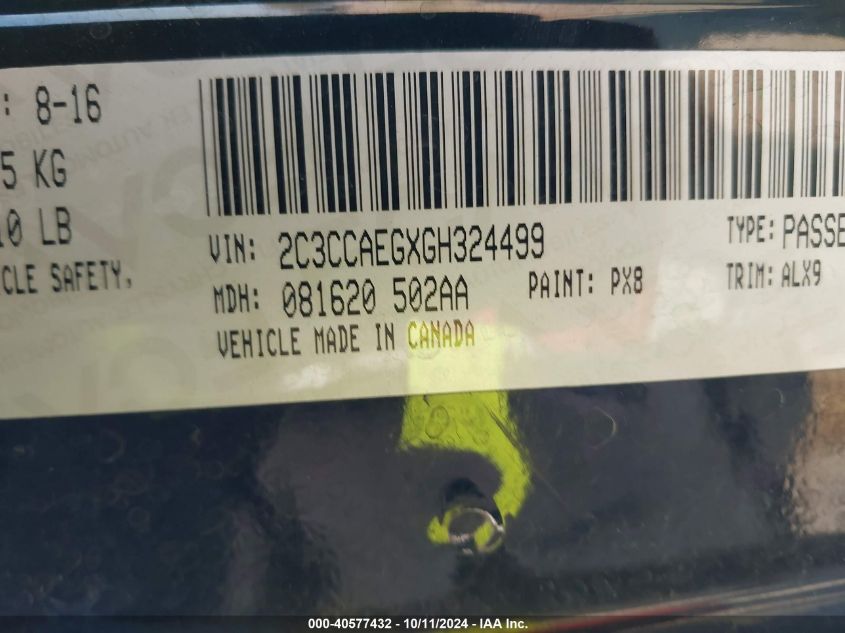 : 8-16
5 KG
10 LB
CLE SAFETY,
VIN: 2C3CCAEGXGH324499
TYPE: PASSE
MDH: 081620 502AA
PAINT: PX8
TRIM: ALX9
VEHICLE MADE IN CANADA
000-40577432 - 10/11/2024 - IAA Inc.